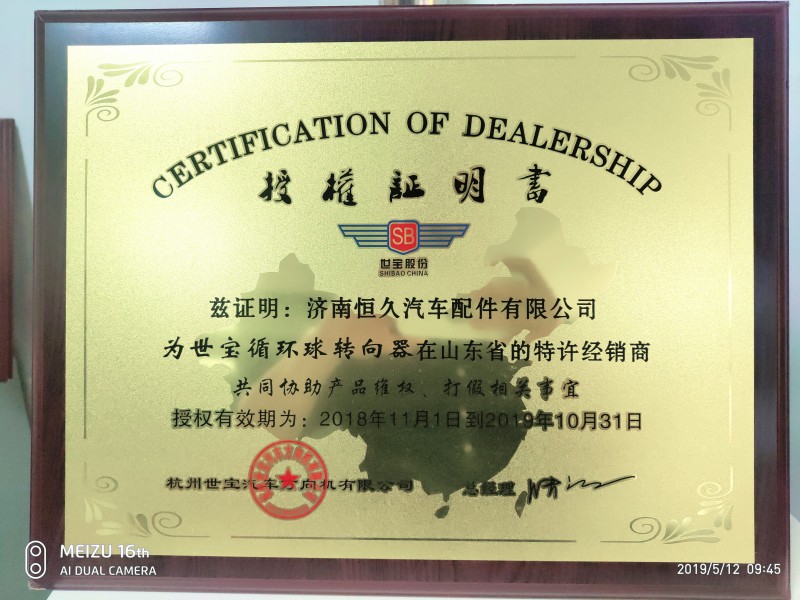 CERTIFICATION OF DEALERSHIP
授權証明書
SB
世宝股份
SHIBAO CHINA
兹证明：济南恒久汽车配件有限公司
为世宝循环球转向器在山东省的特许经销商
共同协助产品维权、打假相关事宜
授权有效期为：2018年11月1日到2019年10月31日
杭州世宝汽车方向机有限公司
总经理
MEIZU 16th
AI DUAL CAMERA
2019/5/12 09:45